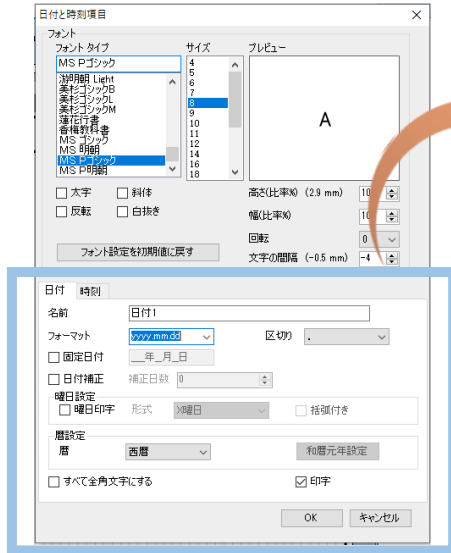 日付と時刻項目
フォント
フォント タイプ サイズ プレビュー
MS Pゴシック
游明朝 Light
美杉ゴシックB
美杉ゴシックL
美杉ゴシックM
蓮花行書
香椿教科書
MS ゴシック
MS 明朝
MS Pゴシック
MS P明朝
4
5
6
7
8
9
10
11
12
14
16
18
A
太字 斜体
反転 白抜き
フォント設定を初期値に戻す
高さ(比率%) (2.9 mm) 10
幅(比率%) 10
回転 0
文字の間隔 (-0.5 mm) -4
日付 時刻
名前 日付1
フォーマット yyyy.mm.dd 区切り .
固定日付 __年_月_日
日付補正 補正日数 0
曜日設定
曜日印字 形式 X曜日 括弧付き
暦設定
暦 西暦 和暦元年設定
すべて全角文字にする 印字
OK キャンセル